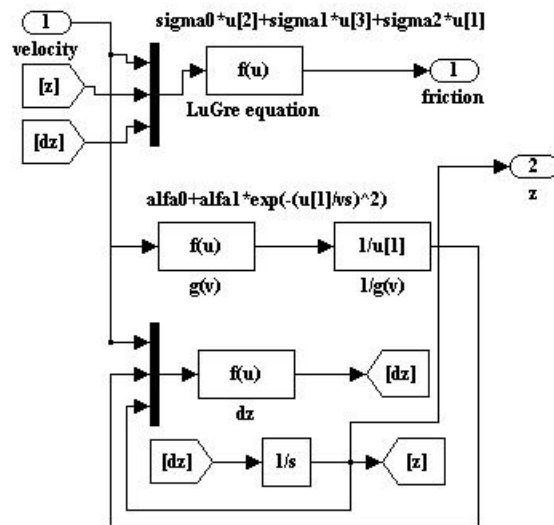 sigma0*u[2]+sigma1*u[3]+sigma2*u[1]
1
velocity
[z]
f(u)
1
LuGre equation
friction
[dz]
2
z
alfa0+alfa1*exp(-(u[1]/vs)^2)
f(u)
1/u[1]
g(v)
1/g(v)
f(u)
[dz]
dz
[dz]
1/s
[z]